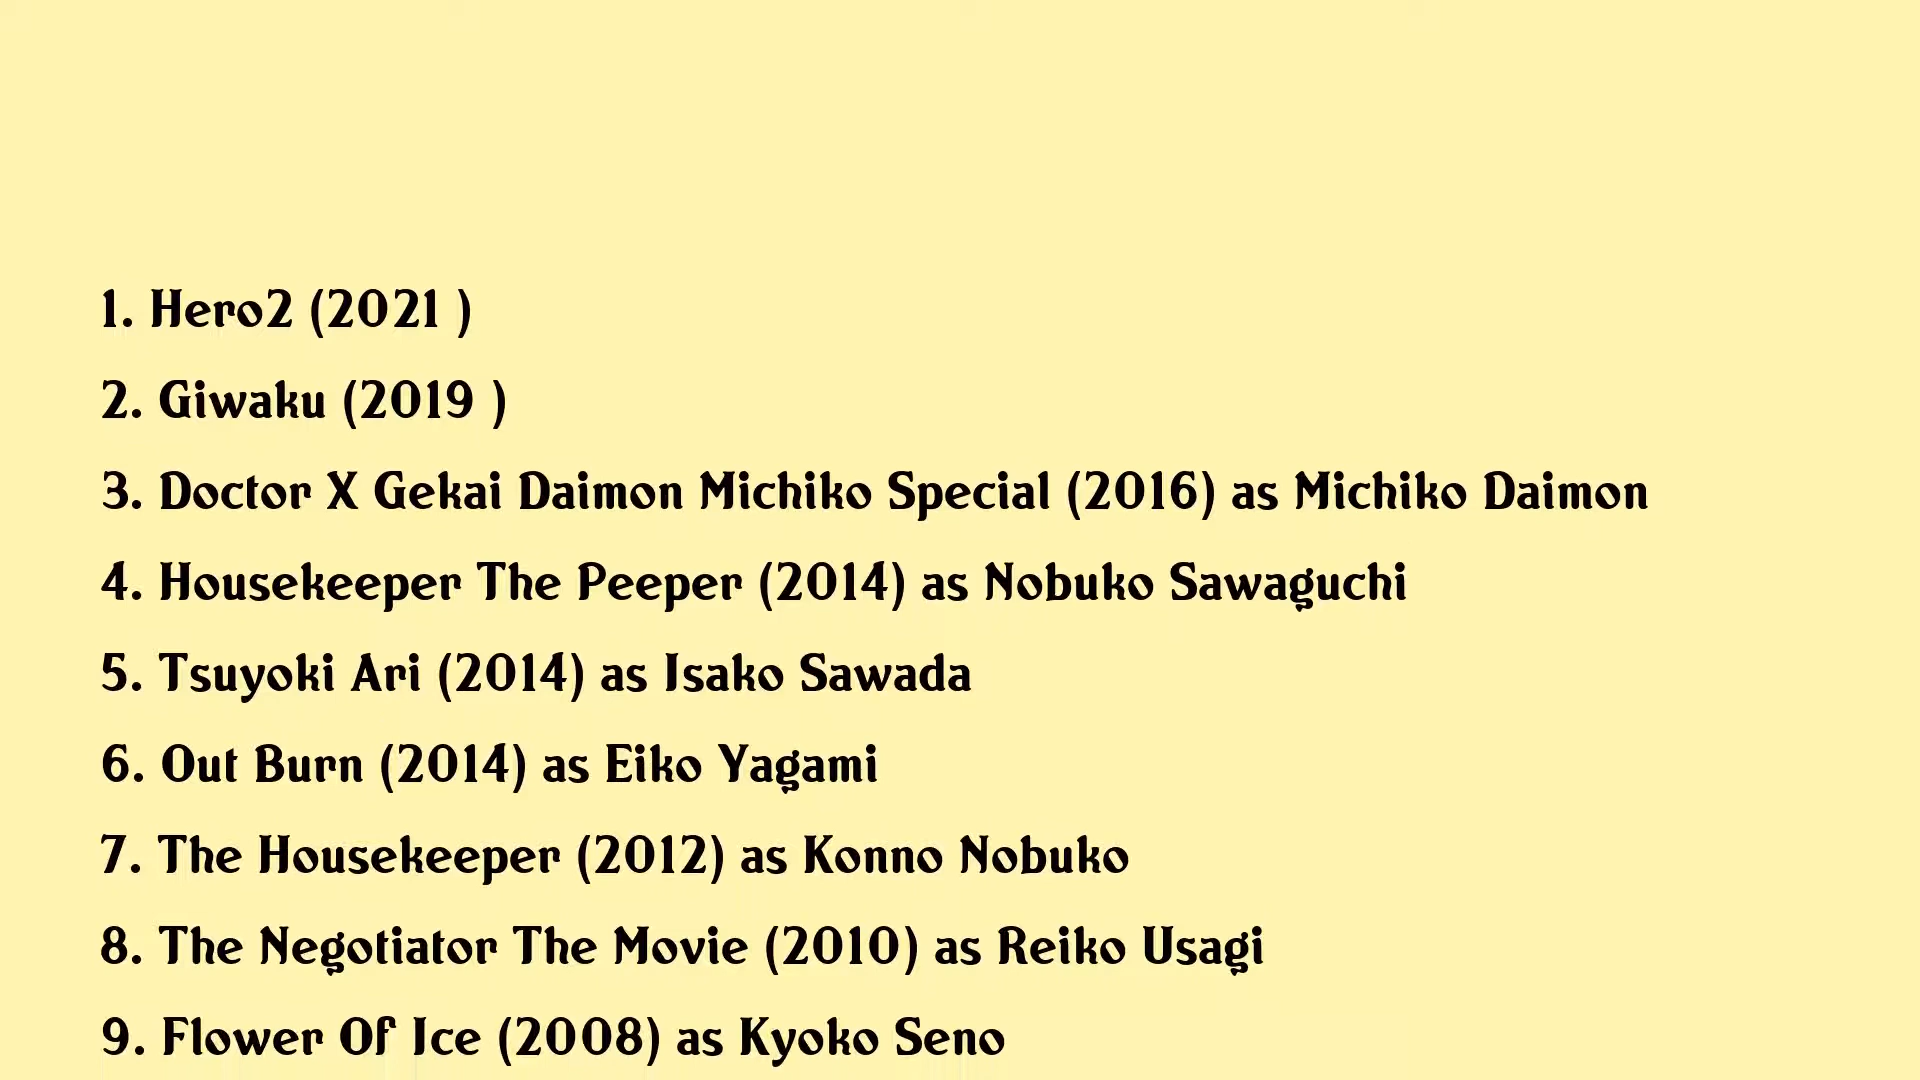 1. Hero2 (2021 )
2. Giwaku (2019 )
3. Doctor X Gekai Daimon Michiko Special (2016) as Michiko Daimon
4. Housekeeper The Peeper (2014) as Nobuko Sawaguchi
5. Tsuyoki Ari (2014) as Isako Sawada
6. Out Burn (2014) as Eiko Yagami
7. The Housekeeper (2012) as Konno Nobuko
8. The Negotiator The Movie (2010) as Reiko Usagi
9. Flower Of Ice (2008) as Kyoko Seno